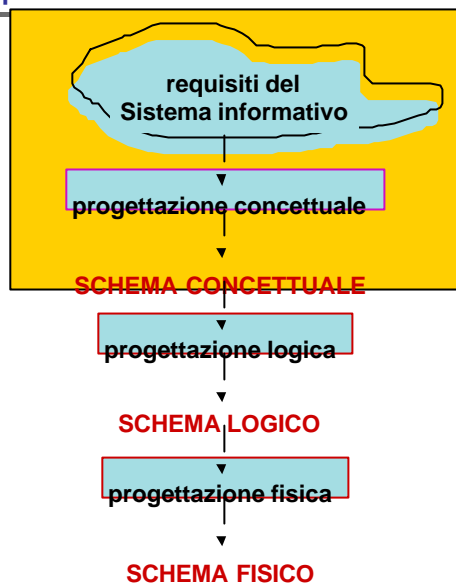 requisiti del
Sistema informativo
progettazione concettuale
SCHEMA CONCETTUALE
progettazione logica
SCHEMA LOGICO
progettazione fisica
SCHEMA FISICO